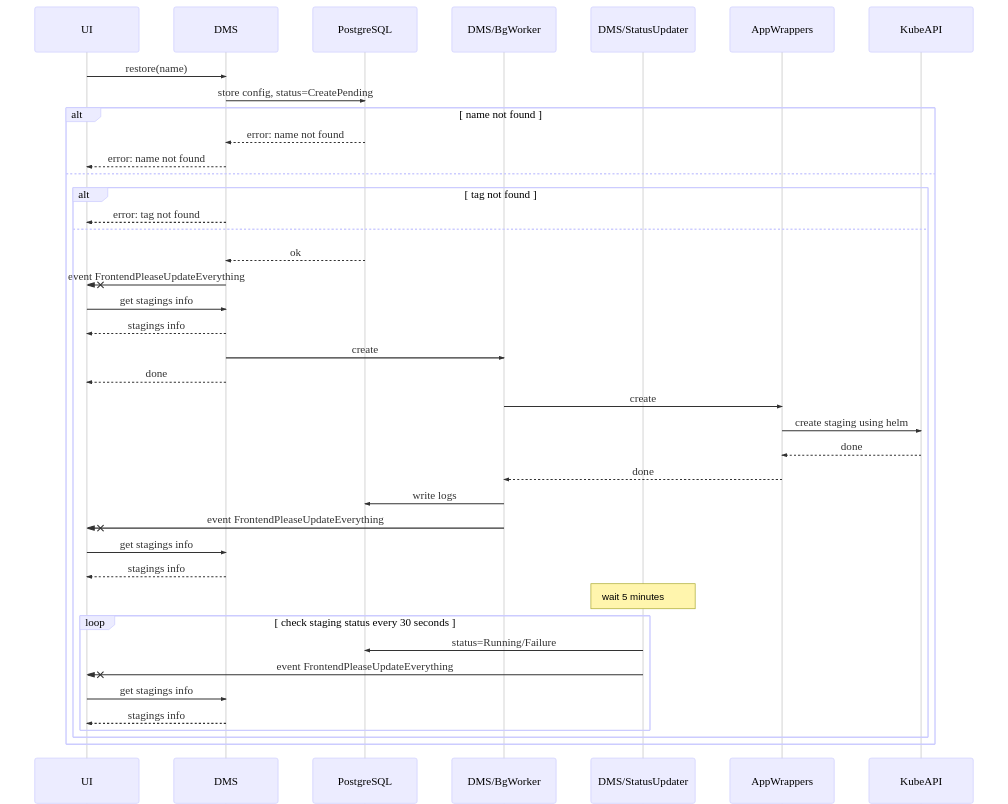 UI DMS PostgreSQL DMS/BgWorker DMS/StatusUpdater AppWrappers KubeAPI
restore(name)
store config, status=CreatePending
alt [ name not found ]
error: name not found
error: name not found
alt [ tag not found ]
error: tag not found
ok
event FrontendPleaseUpdateEverything
get stagings info
stagings info
create
done
create
create staging using helm
done
done
write logs
event FrontendPleaseUpdateEverything
get stagings info
stagings info
wait 5 minutes
loop [ check staging status every 30 seconds ]
status=Running/Failure
event FrontendPleaseUpdateEverything
get stagings info
stagings info
UI DMS PostgreSQL DMS/BgWorker DMS/StatusUpdater AppWrappers KubeAPI